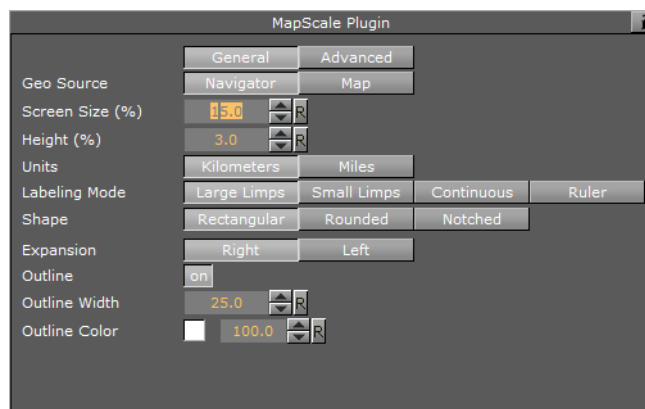 MapScale Plugin i
General Advanced
Geo Source Navigator Map
Screen Size (%) 15.0 R
Height (%) 3.0 R
Units Kilometers Miles
Labeling Mode Large Limps Small Limps Continuous Ruler
Shape Rectangular Rounded Notched
Expansion Right Left
Outline on
Outline Width 25.0 R
Outline Color 100.0 R